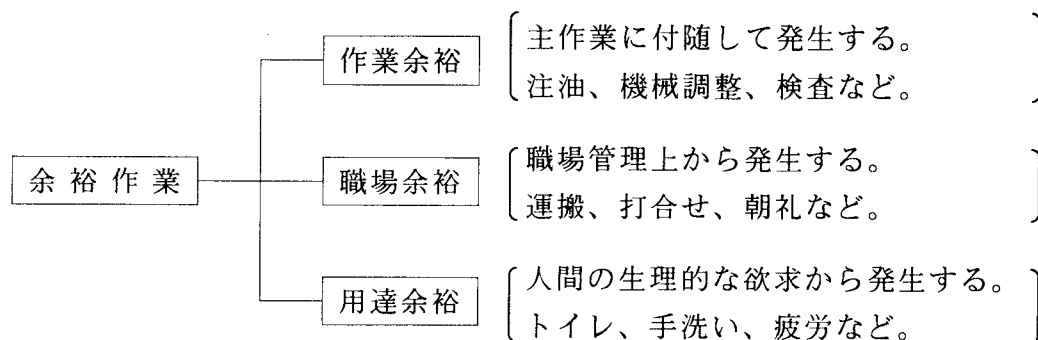 作業余裕
主作業に付随して発生する。
注油、機械調整、検査など。
余裕作業
職場余裕
職場管理上から発生する。
運搬、打合せ、朝礼など。
用達余裕
人間の生理的な欲求から発生する。
トイレ、手洗い、疲労など。